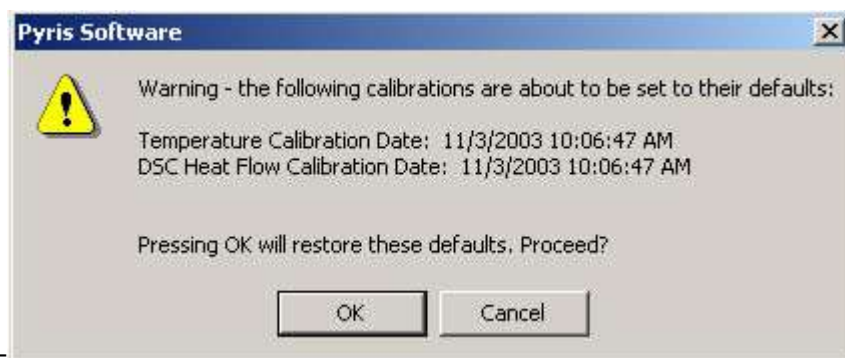 Pyris Software
Warning - the following calibrations are about to be set to their defaults:
Temperature Calibration Date: 11/3/2003 10:06:47 AM
DSC Heat Flow Calibration Date: 11/3/2003 10:06:47 AM
Pressing OK will restore these defaults. Proceed?
OK
Cancel